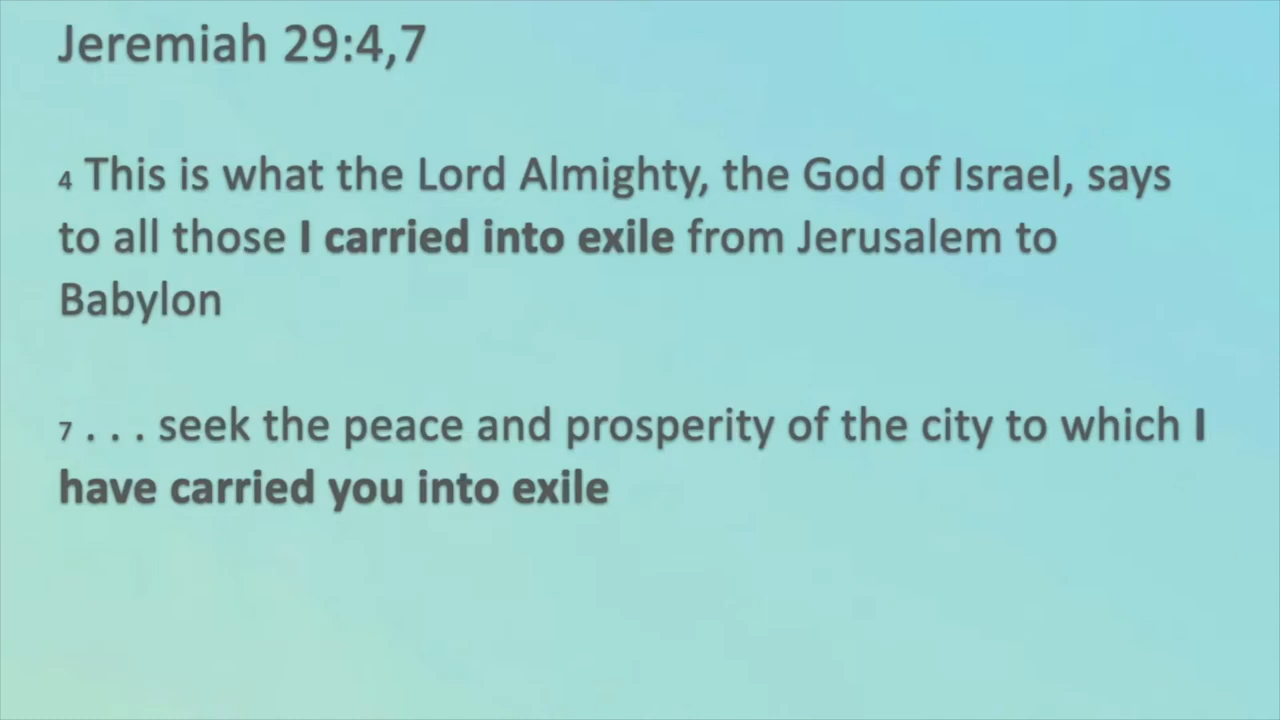 Jeremiah 29:4,7
4 This is what the Lord Almighty, the God of Israel, says
to all those I carried into exile from Jerusalem to
Babylon
7 . . . seek the peace and prosperity of the city to which I
have carried you into exile